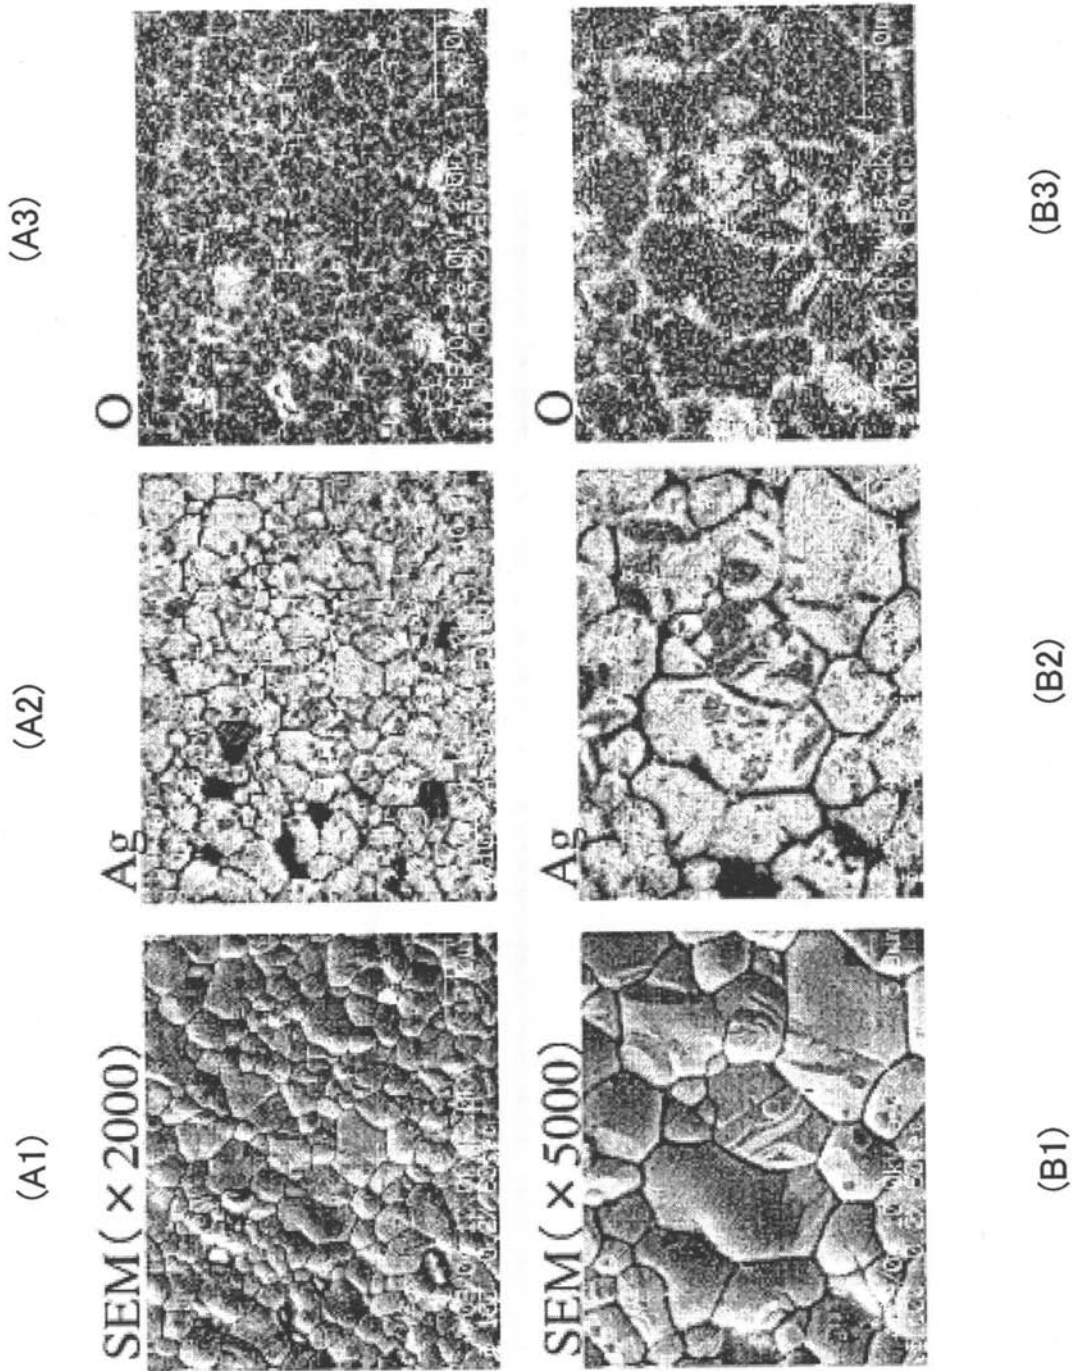 SEM( × 2000)
Ag
O
(A1)
(A2)
(A3)
SEM( × 5000)
Ag
O
(B1)
(B2)
(B3)